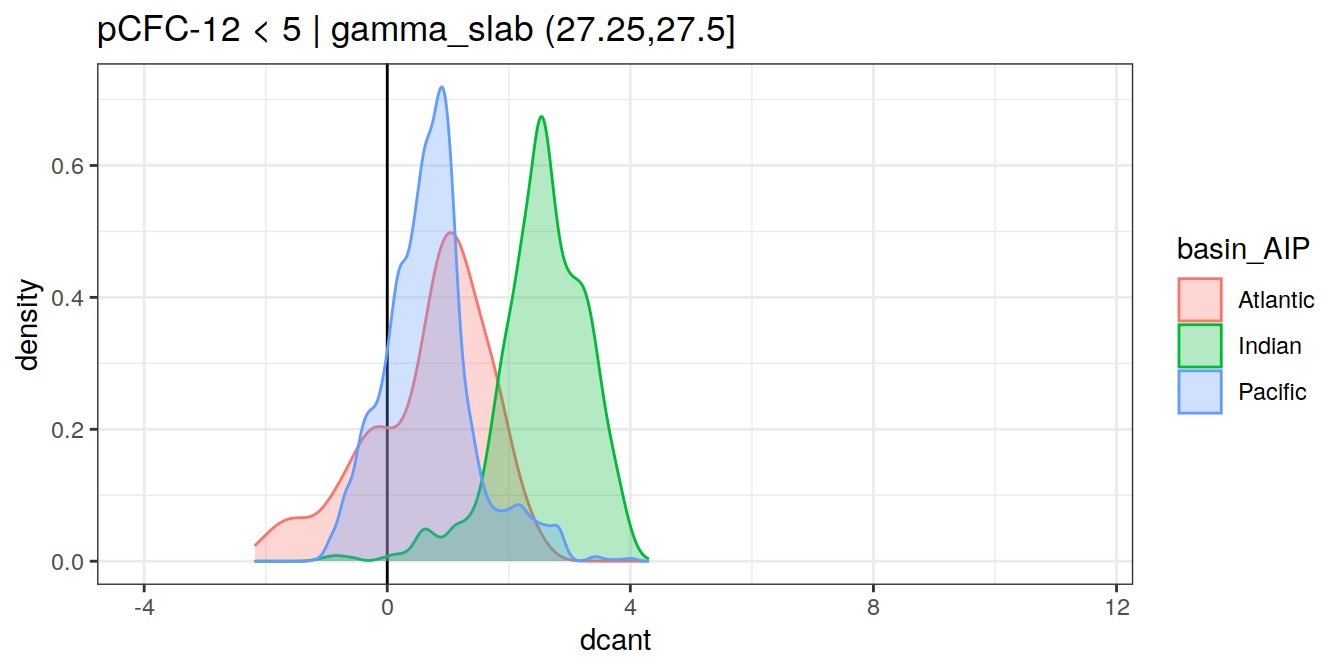 pCFC-12 < 5 | gamma_slab (27.25,27.5]
density
0.6
0.4
0.2
0.0
-4 0 4 8 12
dcant
basin_AIP
Atlantic
Indian
Pacific